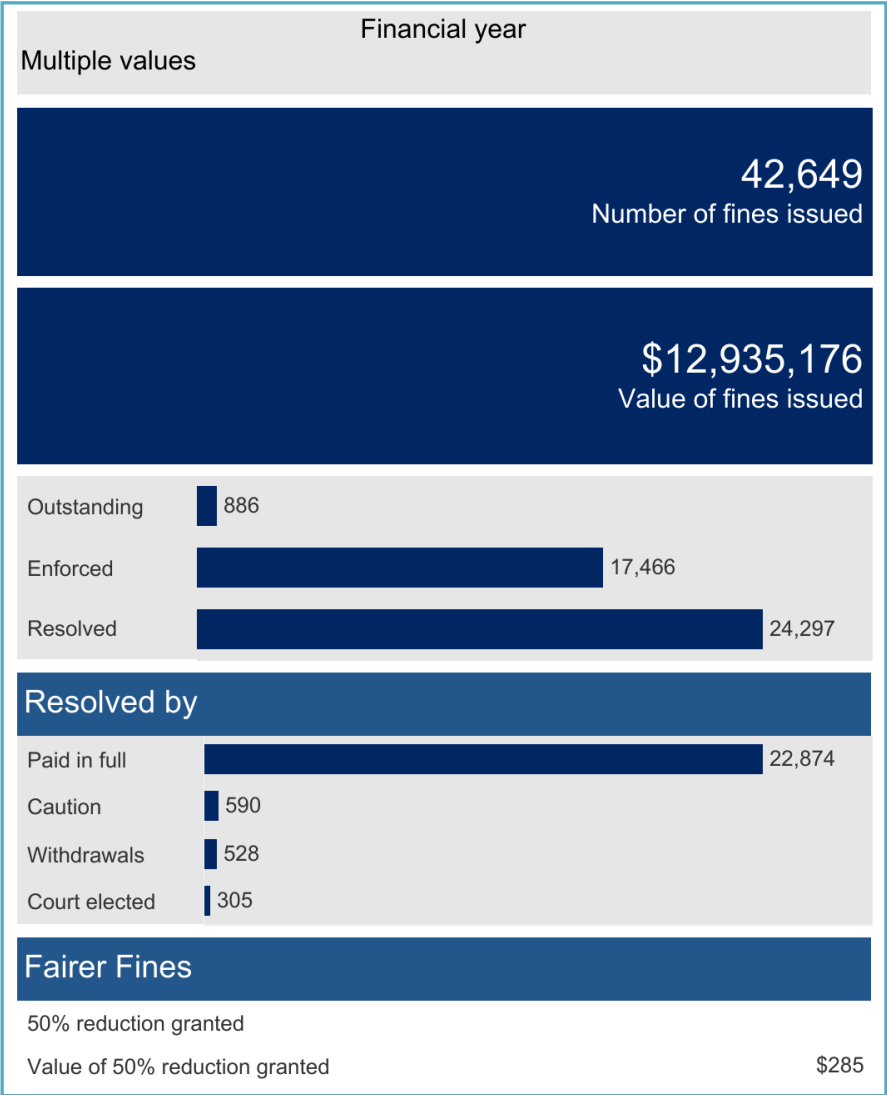 Financial year
Multiple values
42,649
Number of fines issued
$12,935,176
Value of fines issued
Outstanding 886
Enforced 17,466
Resolved 24,297
Resolved by
Paid in full 22,874
Caution 590
Withdrawals 528
Court elected 305
Fairer Fines
50% reduction granted
Value of 50% reduction granted $285